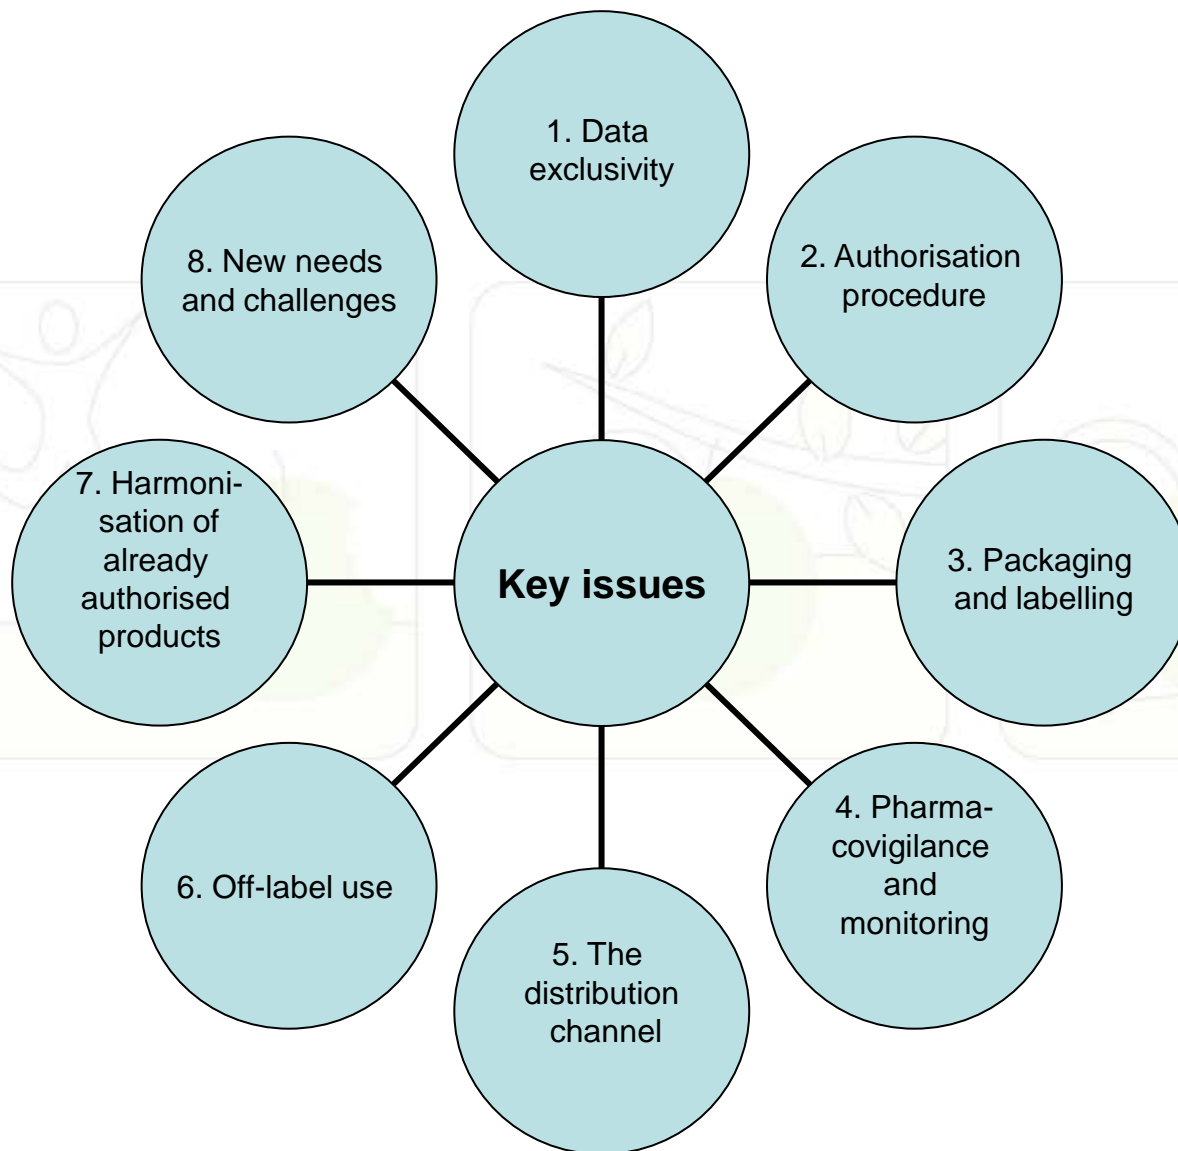 1. Data
exclusivity
2. Authorisation
procedure
3. Packaging
and labelling
4. Pharma-
covigilance
and
monitoring
5. The
distribution
channel
6. Off-label use
7. Harmoni-
sation of
already
authorised
products
8. New needs
and challenges
Key issues